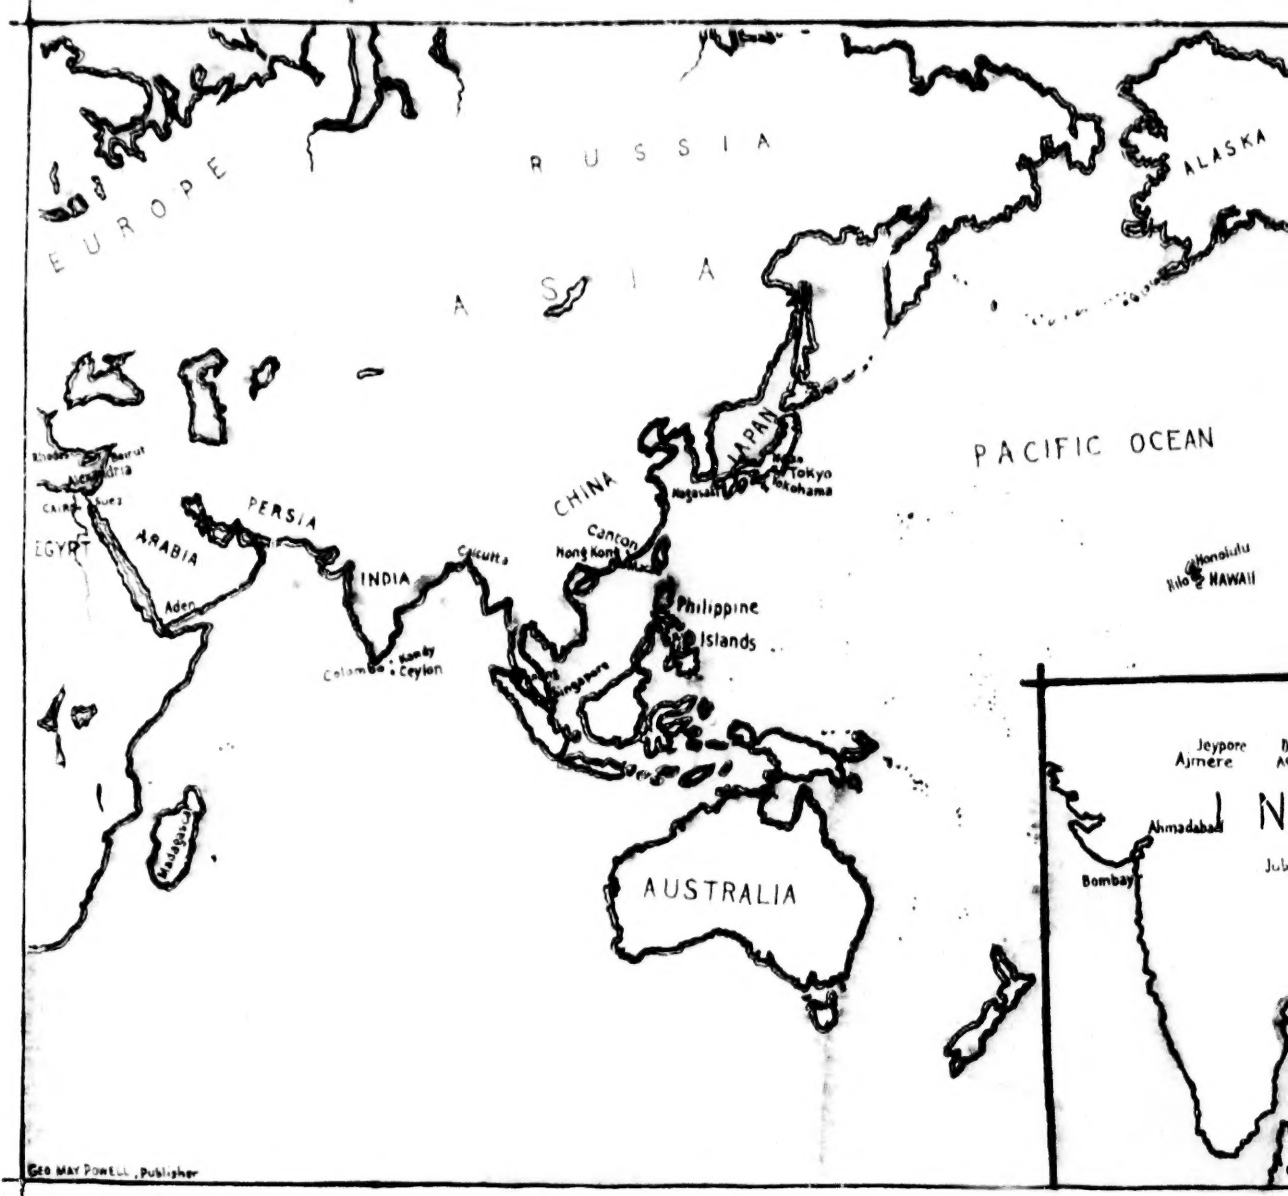 RUSSIA
ALASKA
EUROPE
ASIA
JAPAN
PACIFIC OCEAN
Beirut
Alexandria
Tokyo
Yokohama
Nagasaki
CHINA
CAIRO
Suez
PERSIA
Canton
EGYPT
ARABIA
Hong Kong
Calcutta
Honolulu
Hilo
HAWAII
INDIA
Aden
Philippine
Islands
Colombo
Kandy
Ceylon
Singapore
Jeypore
Ajmere
Ahmadabad
Madagascar
AUSTRALIA
Bombay
GEO MAY POWELL, Publisher